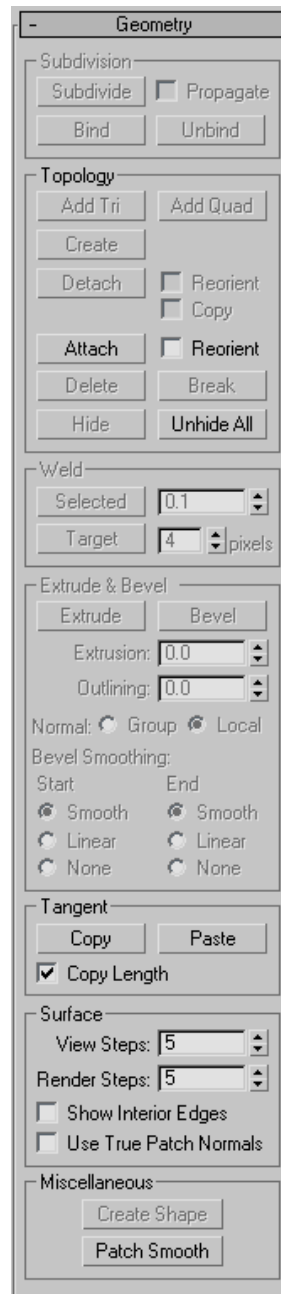 - Geometry
Subdivision
Subdivide Propagate
Bind Unbind
Topology
Add Tri Add Quad
Create
Detach Reorient
Copy
Attach Reorient
Delete Break
Hide Unhide All
Weld
Selected 0.1
Target 4 pixels
Extrude & Bevel
Extrude Bevel
Extrusion: 0.0
Outlining: 0.0
Normal: Group Local
Bevel Smoothing:
Start End
Smooth Smooth
Linear Linear
None None
Tangent
Copy Paste
Copy Length
Surface
View Steps: 5
Render Steps: 5
Show Interior Edges
Use True Patch Normals
Miscellaneous
Create Shape
Patch Smooth